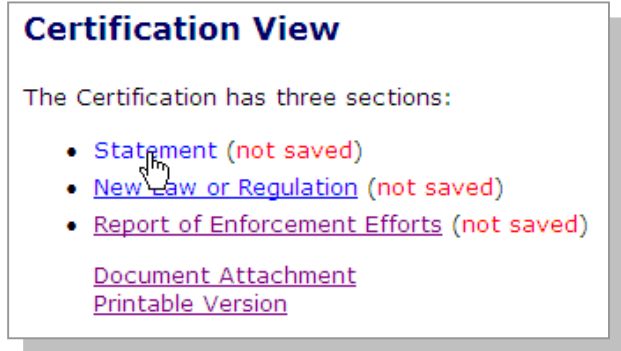 Certification View
The Certification has three sections:
• Statement (not saved)
• New Law or Regulation (not saved)
• Report of Enforcement Efforts (not saved)
Document Attachment
Printable Version